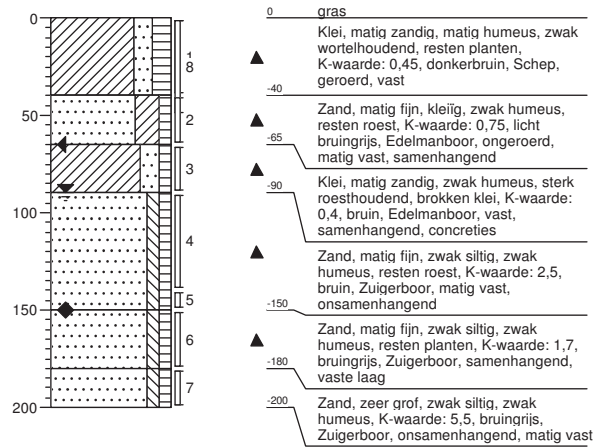 0
50
100
150
200
1
8
2
3
4
5
6
7
0 gras
Klei, matig zandig, matig humeus, zwak
wortelhoudend, resten planten,
K-waarde: 0,45, donkerbruin, Schep,
geroerd, vast
-40
Zand, matig fijn, kleiïg, zwak humeus,
resten roest, K-waarde: 0,75, licht
bruingrijs, Edelmanboor, ongeroerd,
matig vast, samenhangend
-65
Klei, matig zandig, zwak humeus, sterk
roesthoudend, brokken klei, K-waarde:
0,4, bruin, Edelmanboor, vast,
samenhangend, concreties
-90
Zand, matig fijn, zwak siltig, zwak
humeus, resten roest, K-waarde: 2,5,
bruin, Zuigerboor, matig vast,
onsamenhangend
-150
Zand, matig fijn, zwak siltig, zwak
humeus, resten planten, K-waarde: 1,7,
bruingrijs, Zuigerboor, samenhangend,
vaste laag
-180
Zand, zeer grof, zwak siltig, zwak
humeus, K-waarde: 5,5, bruingrijs,
Zuigerboor, onsamenhangend, matig vast
-200